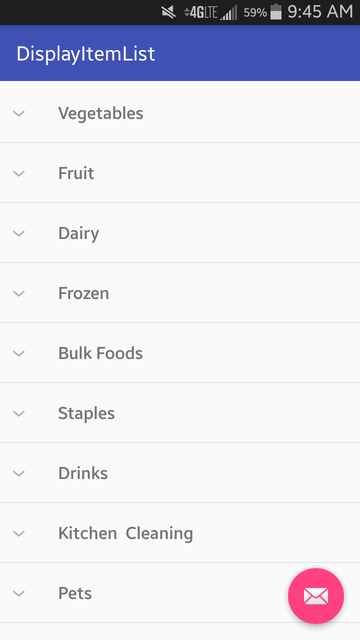 4G LTE 59% 9:45 AM
DisplayItemList
Vegetables
Fruit
Dairy
Frozen
Bulk Foods
Staples
Drinks
Kitchen  Cleaning
Pets